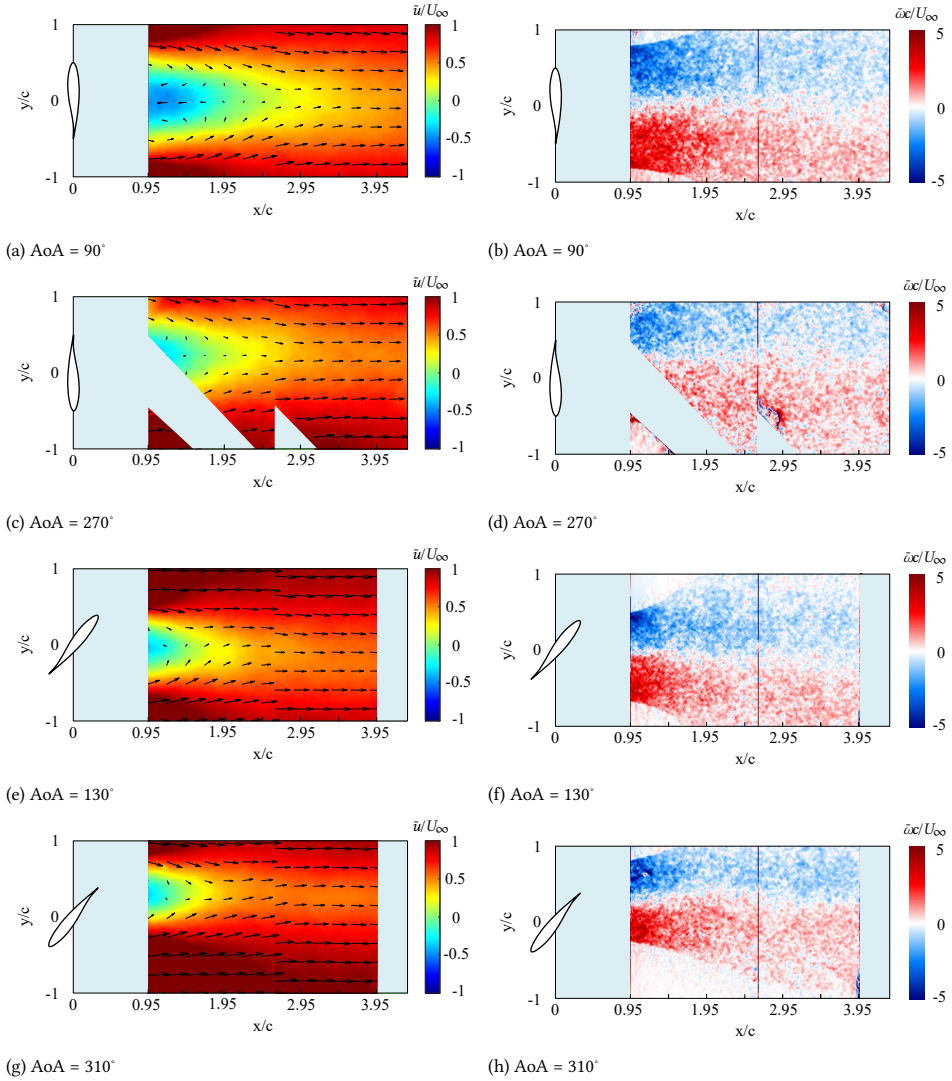 ū/U∞
1
y/c
0
-1
0 0.95 1.95 2.95 3.95
x/c
1
0.5
0
-0.5
-1
(a) AoA = 90°
ω̄c/U∞
1
y/c
0
-1
0 0.95 1.95 2.95 3.95
x/c
5
0
-5
(b) AoA = 90°
ū/U∞
1
y/c
0
-1
0 0.95 1.95 2.95 3.95
x/c
1
0.5
0
-0.5
-1
(c) AoA = 270°
ω̄c/U∞
1
y/c
0
-1
0 0.95 1.95 2.95 3.95
x/c
5
0
-5
(d) AoA = 270°
ū/U∞
1
y/c
0
-1
0 0.95 1.95 2.95 3.95
x/c
1
0.5
0
-0.5
-1
(e) AoA = 130°
ω̄c/U∞
1
y/c
0
-1
0 0.95 1.95 2.95 3.95
x/c
5
0
-5
(f) AoA = 130°
ū/U∞
1
y/c
0
-1
0 0.95 1.95 2.95 3.95
x/c
1
0.5
0
-0.5
-1
(g) AoA = 310°
ω̄c/U∞
1
y/c
0
-1
0 0.95 1.95 2.95 3.95
x/c
5
0
-5
(h) AoA = 310°